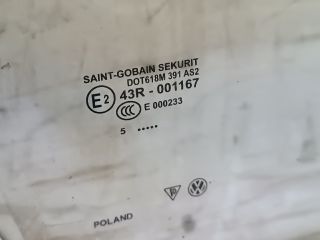 SAINT-GOBAIN SEKURIT
DOT618M 391 AS2
E2 43R - 001167
CCC E 000233
5 •••••
POLAND